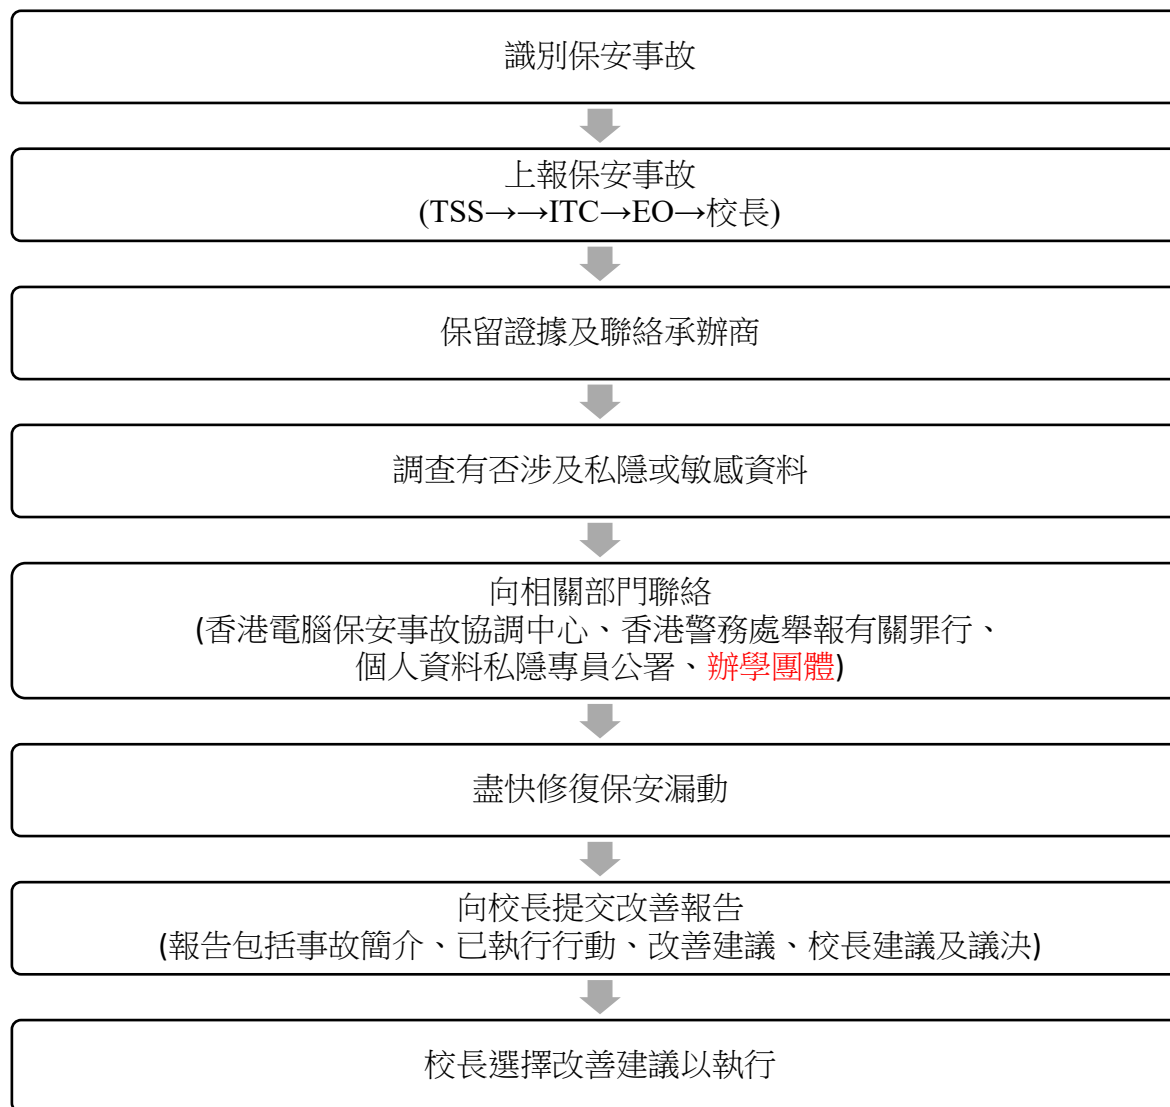 識別保安事故
上報保安事故
(TSS→→ITC→EO→校長)
保留證據及聯絡承辦商
調查有否涉及私隱或敏感資料
向相關部門聯絡
(香港電腦保安事故協調中心、香港警務處舉報有關罪行、
個人資料私隱專員公署、辦學團體)
盡快修復保安漏動
向校長提交改善報告
(報告包括事故簡介、已執行行動、改善建議、校長建議及議決)
校長選擇改善建議以執行